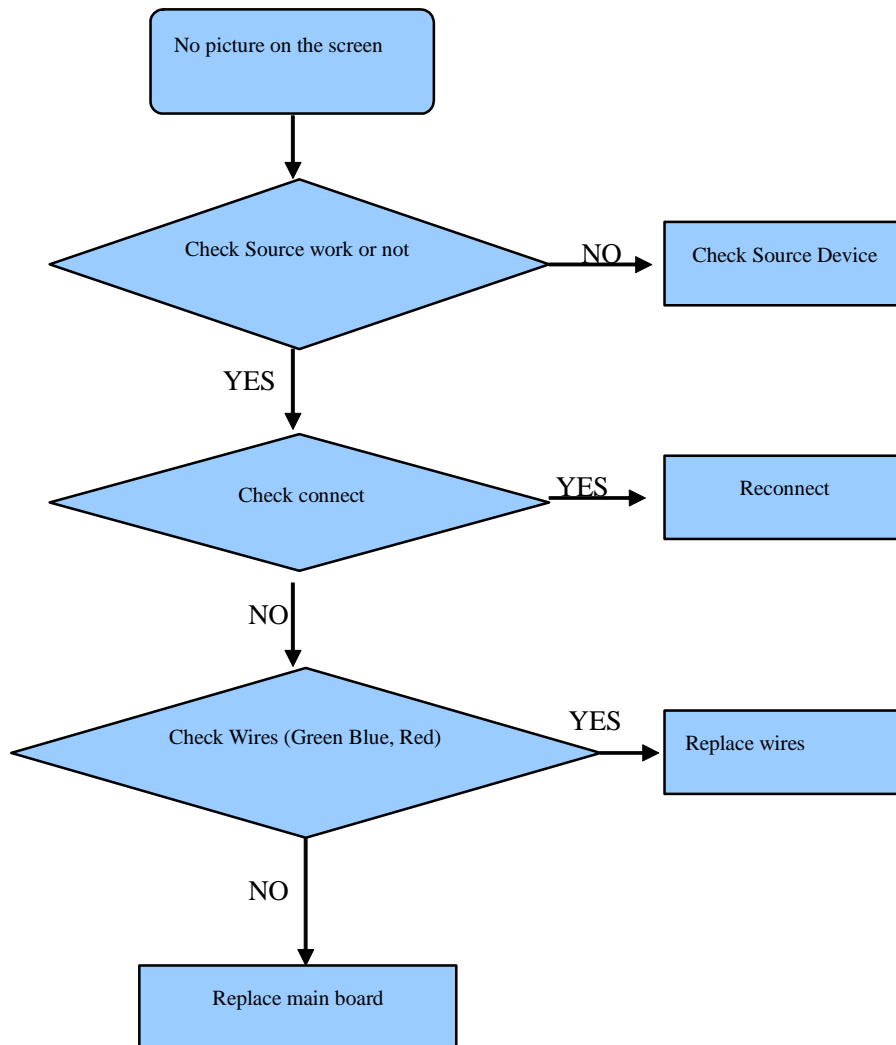 No picture on the screen
Check Source work or not
NO
Check Source Device
YES
Check connect
YES
Reconnect
NO
Check Wires (Green Blue, Red)
YES
Replace wires
NO
Replace main board